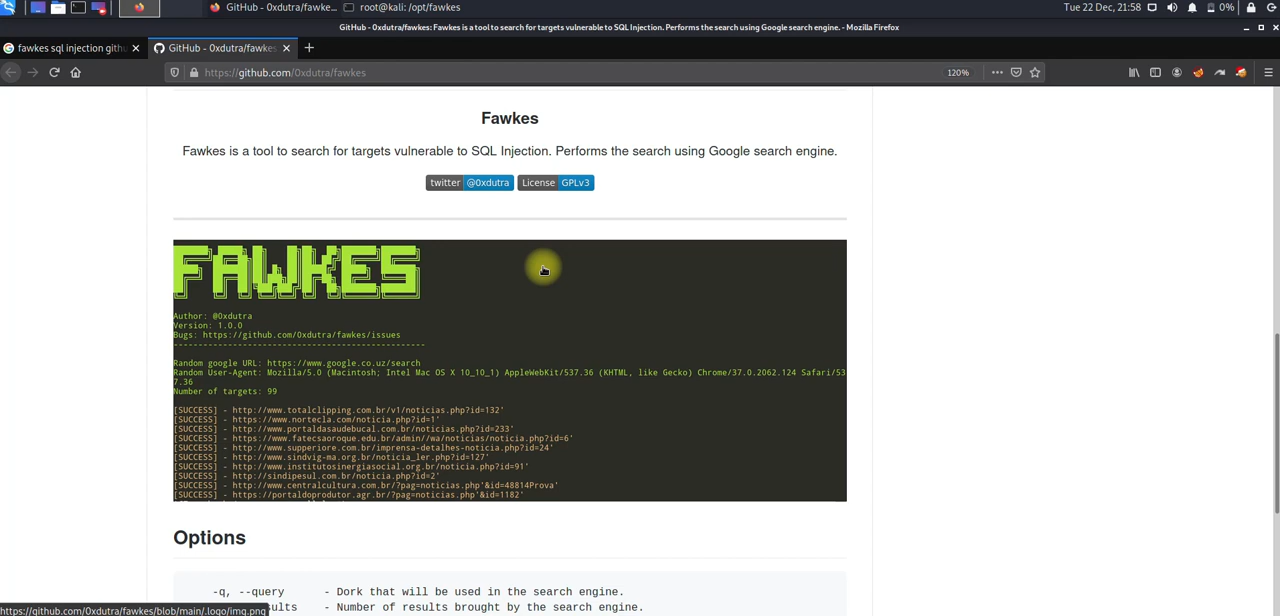 GitHub - 0xdutra/fawke...
root@kali: /opt/fawkes
Tue 22 Dec, 21:58
0%
GitHub - 0xdutra/fawkes: Fawkes is a tool to search for targets vulnerable to SQL Injection. Performs the search using Google search engine. - Mozilla Firefox
fawkes sql injection gith
GitHub - 0xdutra/fawkes
https://github.com/0xdutra/fawkes
120%
Fawkes
Fawkes is a tool to search for targets vulnerable to SQL Injection. Performs the search using Google search engine.
twitter @0xdutra License GPLv3
FAWKES
Author: @0xdutra
Version: 1.0.0
Bugs: https://github.com/0xdutra/fawkes/issues
---------------------------------------------------
Random google URL: https://www.google.co.uz/search
Random User-Agent: Mozilla/5.0 (Macintosh; Intel Mac OS X 10_10_1) AppleWebKit/537.36 (KHTML, like Gecko) Chrome/37.0.2062.124 Safari/53
7.36
Number of targets: 99
[SUCCESS] - http://www.totalclipping.com.br/v1/noticias.php?id=132'
[SUCCESS] - http://www.nortecla.com/noticia.php?id=1'
[SUCCESS] - http://www.portaldasaudebucal.com.br/noticias.php?id=233'
[SUCCESS] - http://www.fatecsaoroque.edu.br/admin//wa/noticias/noticia.php?id=6'
[SUCCESS] - http://www.supperiore.com.br/imprensa-detalhes-noticia.php?id=24'
[SUCCESS] - http://www.sindvig-ma.org.br/noticia_ler.php?id=127'
[SUCCESS] - http://www.institutosinergiasocial.org.br/noticia.php?id=91'
[SUCCESS] - http://sindipesul.com.br/noticia.php?id=2'
[SUCCESS] - http://www.centralcultura.com.br/?pag=noticias.php'&id=48814Prova'
[SUCCESS] - https://portaldoprodutor.agr.br/?pag=noticias.php'&id=1182'
Options
-q, --query - Dork that will be used in the search engine.
ults - Number of results brought by the search engine.
https://github.com/0xdutra/fawkes/blob/main/.logo/img.png